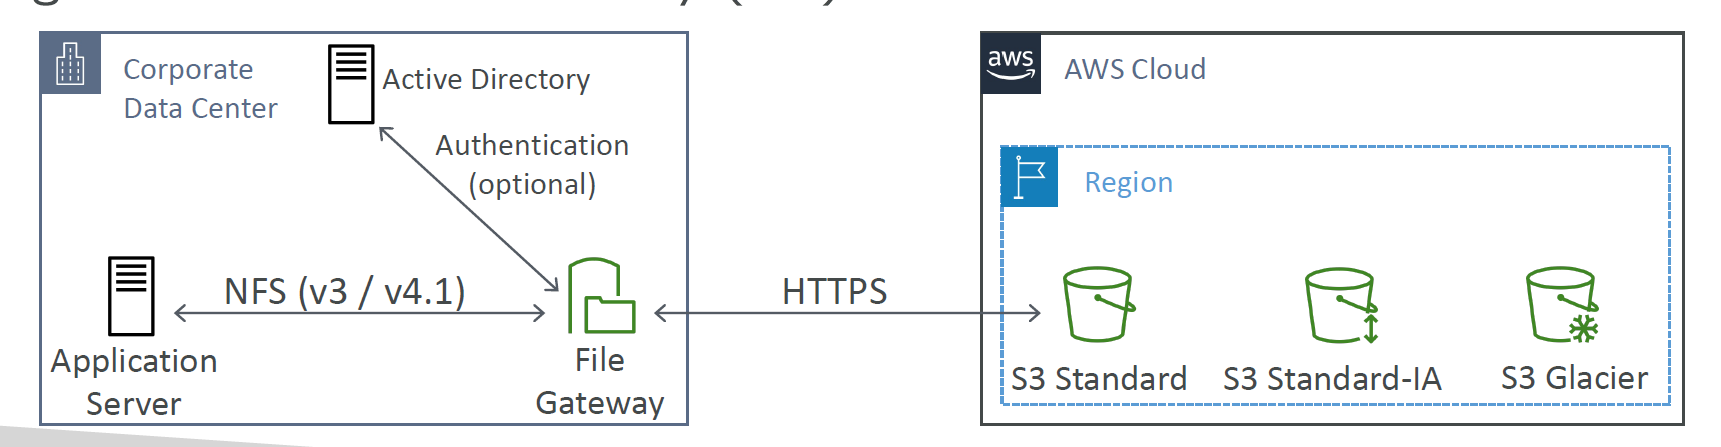 Corporate
Data Center
Active Directory
Authentication
(optional)
NFS (v3 / v4.1)
Application
Server
File
Gateway
HTTPS
aws
AWS Cloud
Region
S3 Standard
S3 Standard-IA
S3 Glacier